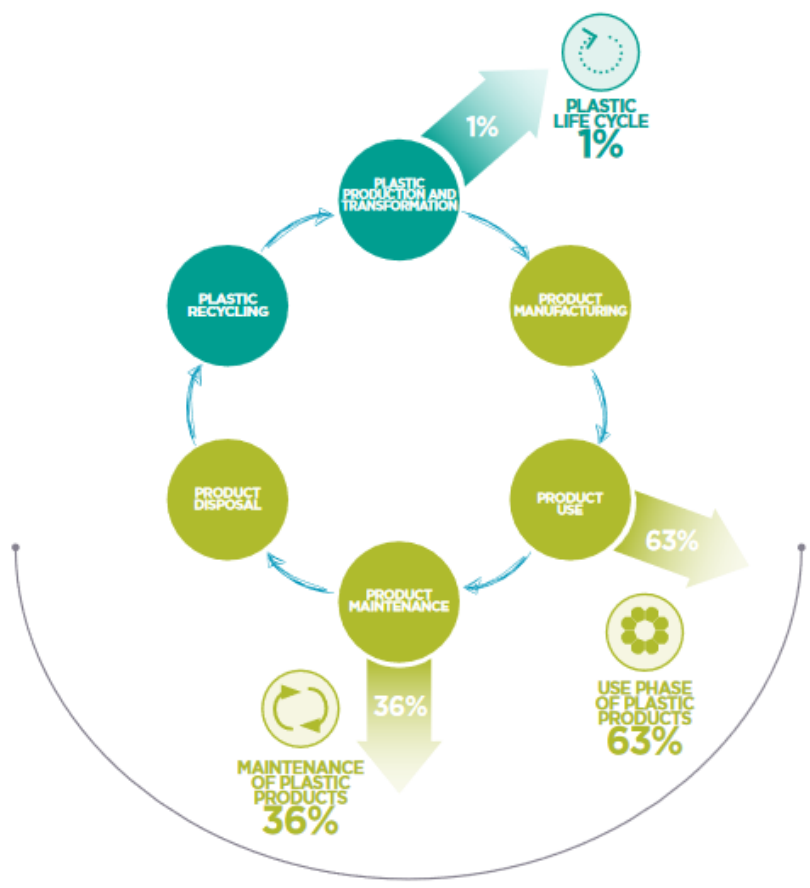 1%
PLASTIC
LIFE CYCLE
1%
PLASTIC
PRODUCTION AND
TRANSFORMATION
PLASTIC
RECYCLING
PRODUCT
MANUFACTURING
PRODUCT
DISPOSAL
PRODUCT
USE
63%
PRODUCT
MAINTENANCE
36%
USE PHASE
OF PLASTIC
PRODUCTS
63%
MAINTENANCE
OF PLASTIC
PRODUCTS
36%